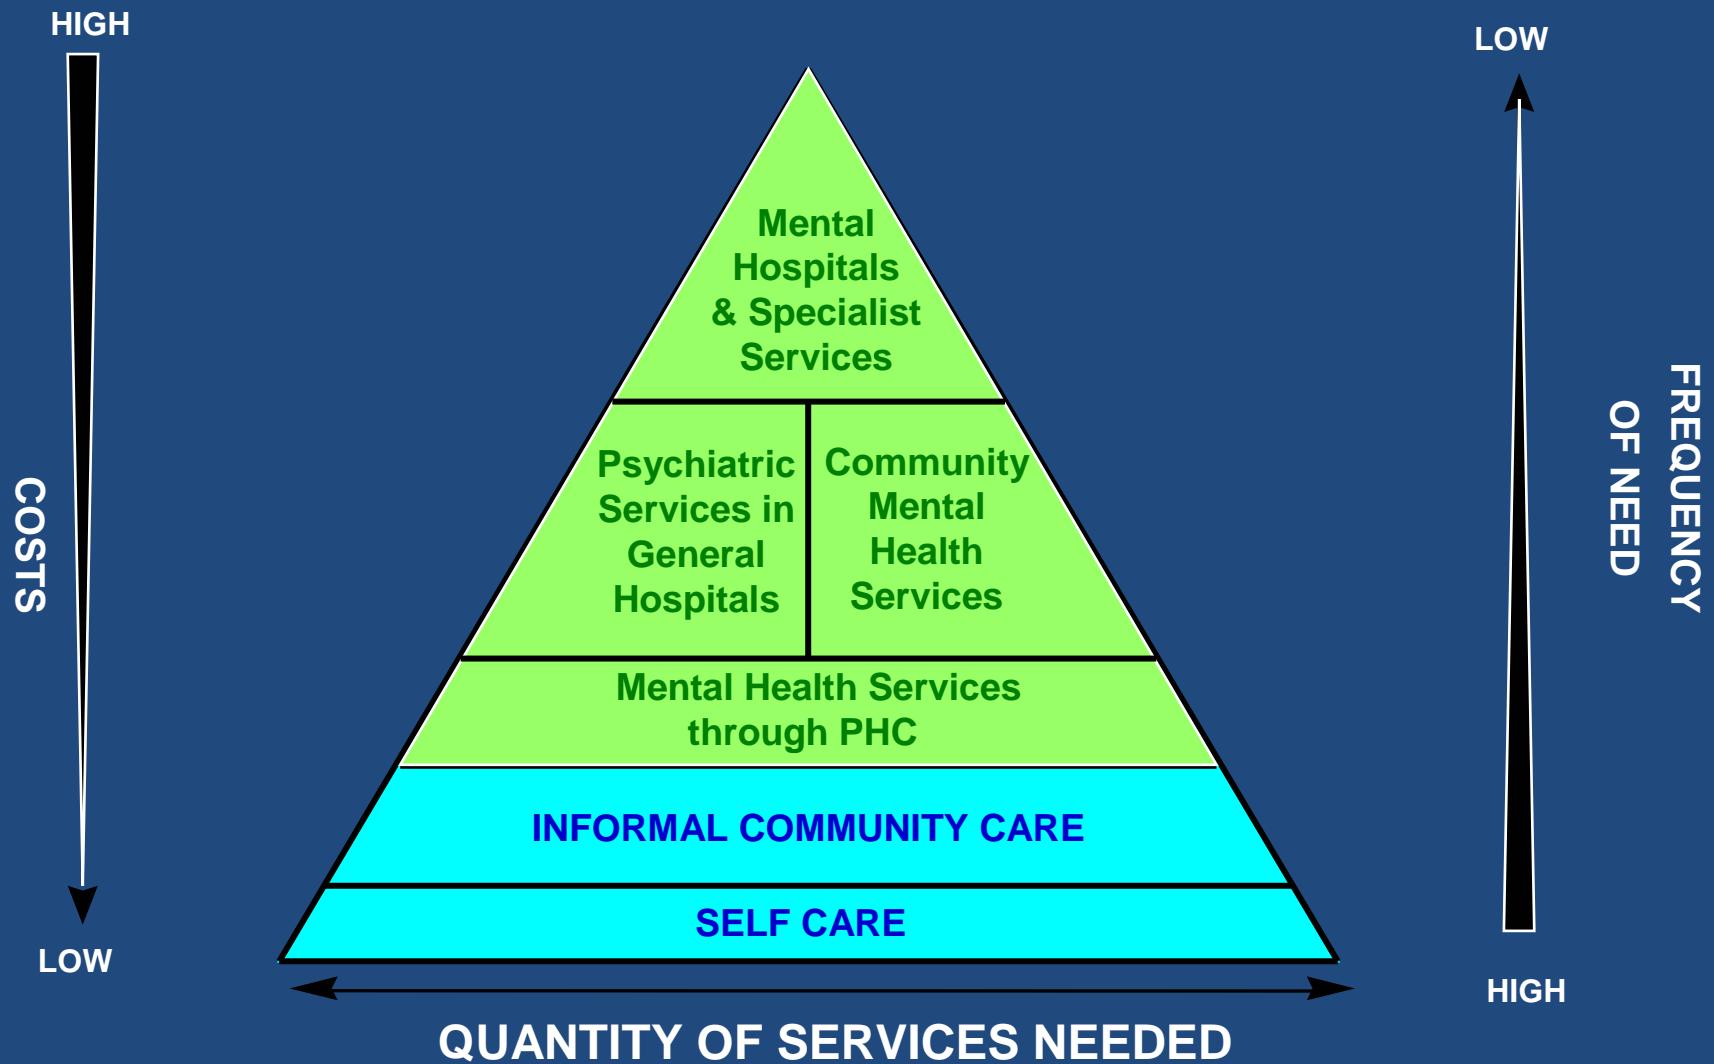 HIGH
LOW
Mental
Hospitals
& Specialist
Services
Psychiatric
Services in
General
Hospitals
Community
Mental
Health
Services
Mental Health Services
through PHC
INFORMAL COMMUNITY CARE
SELF CARE
COSTS
FREQUENCY
OF NEED
LOW
HIGH
QUANTITY OF SERVICES NEEDED